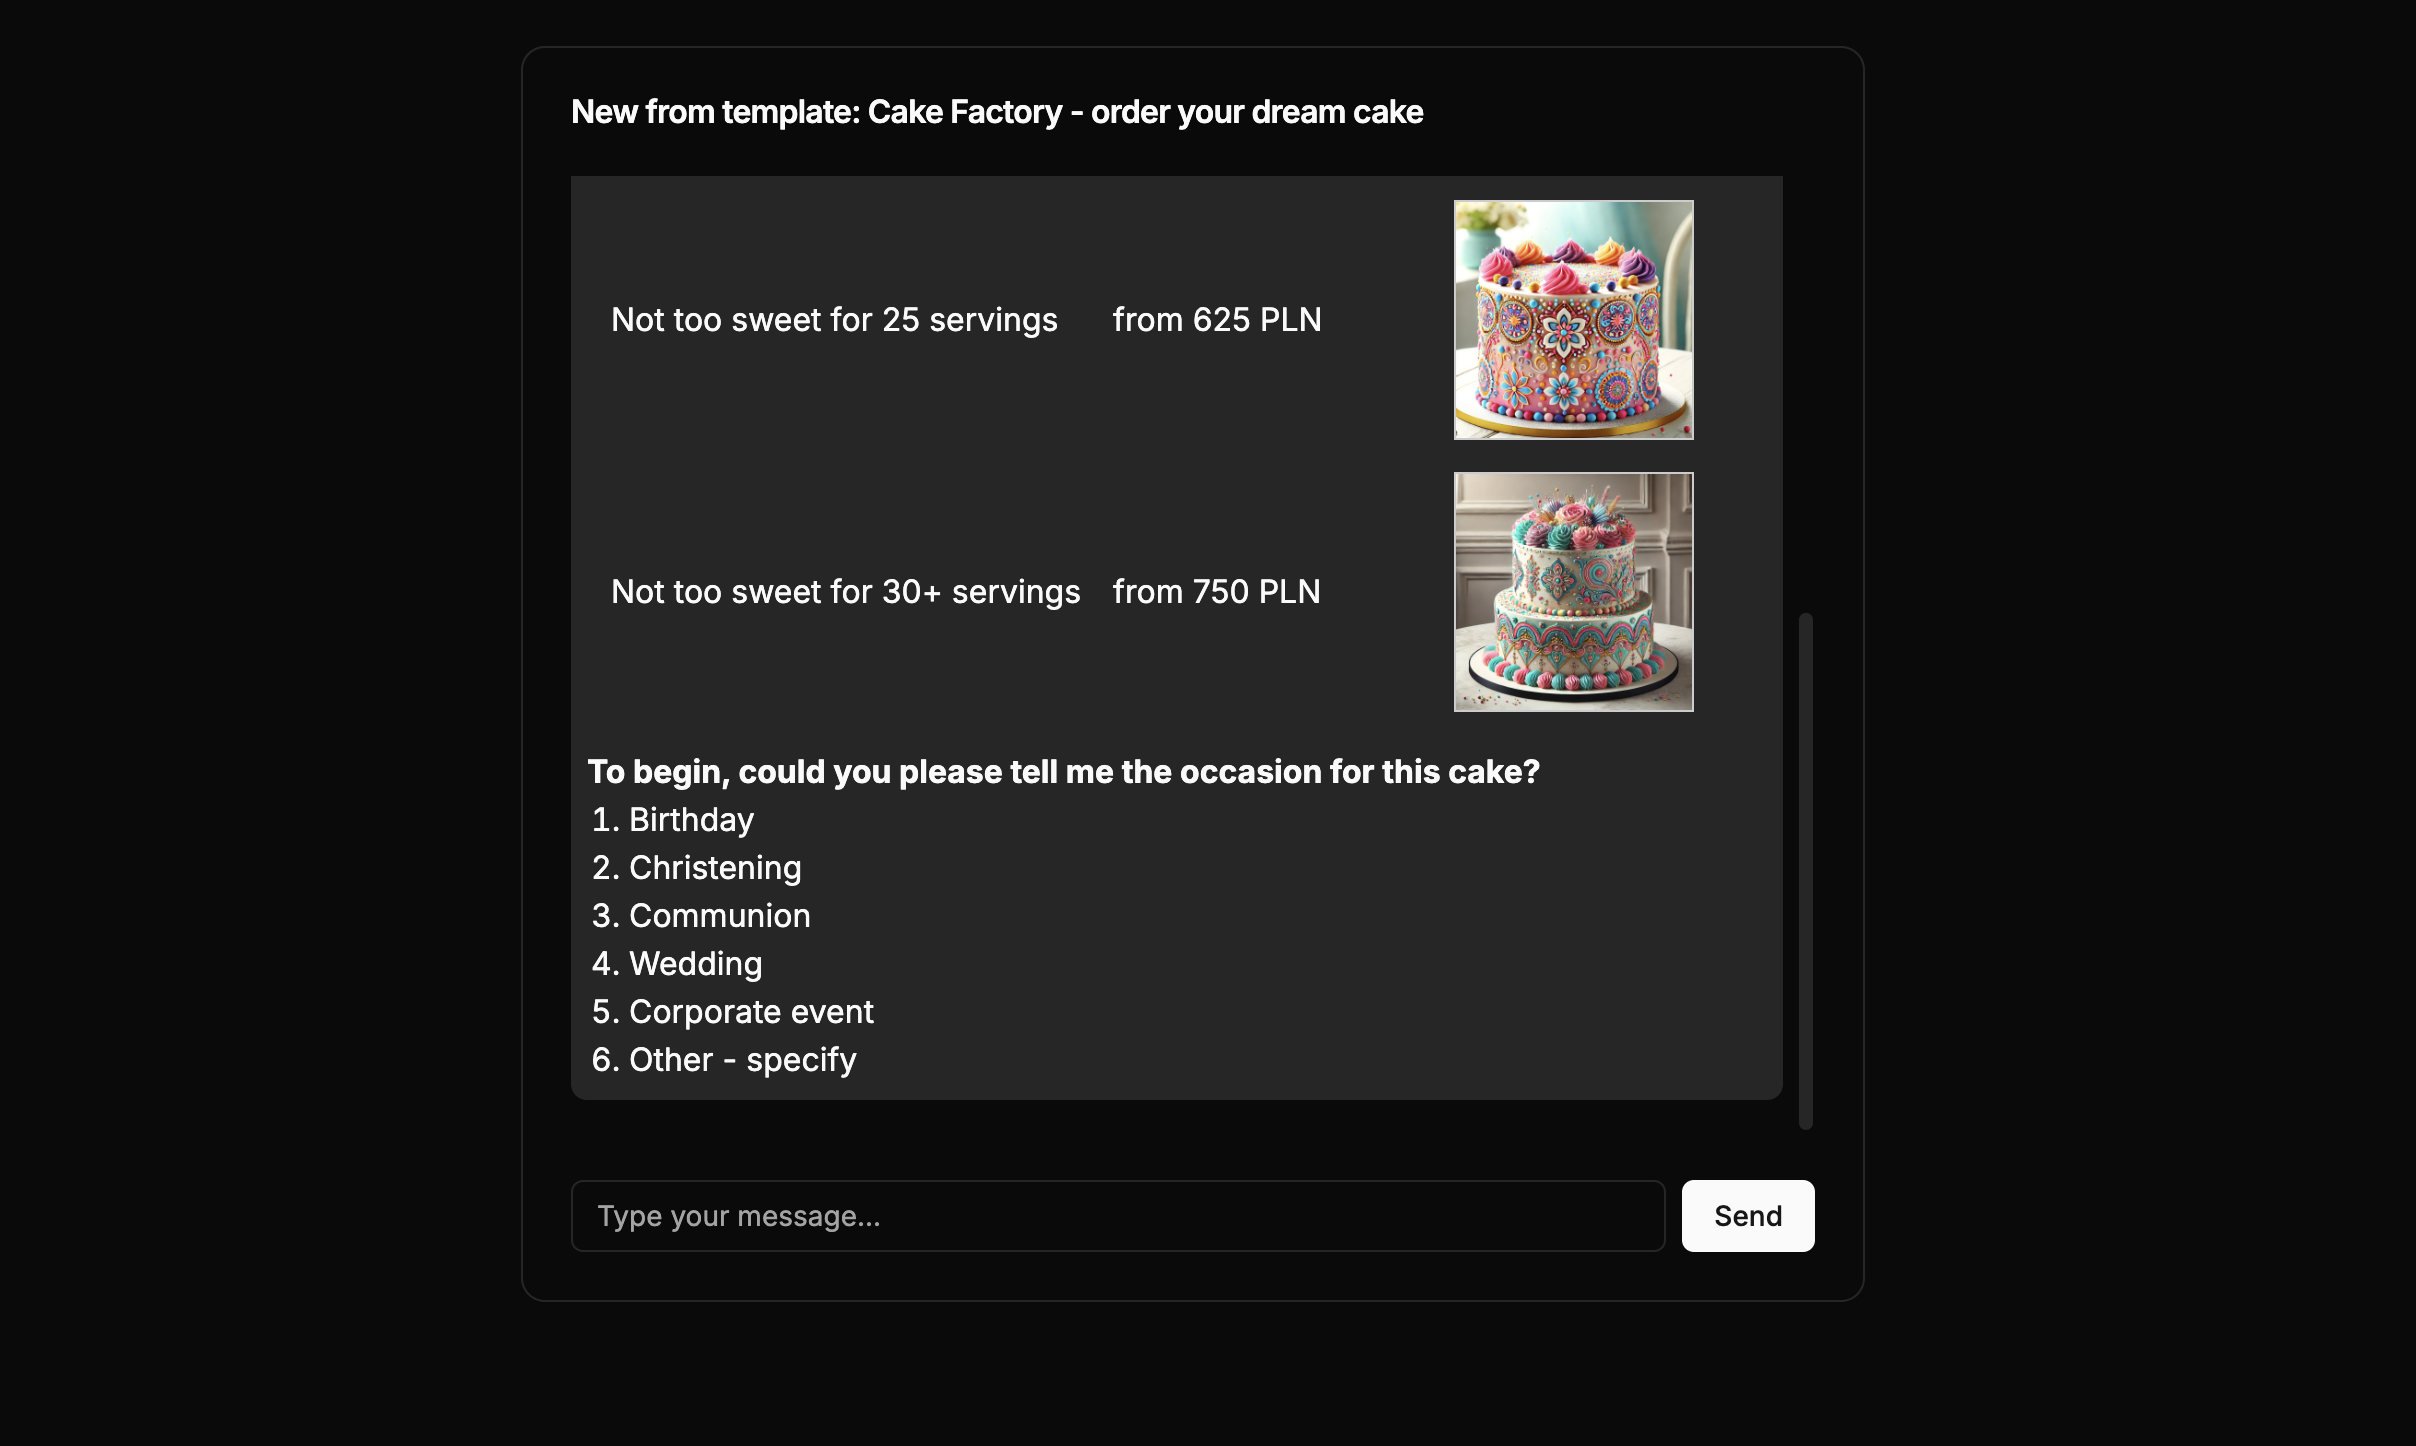 New from template: Cake Factory - order your dream cake
Not too sweet for 25 servings from 625 PLN
Not too sweet for 30+ servings from 750 PLN
To begin, could you please tell me the occasion for this cake?
1. Birthday
2. Christening
3. Communion
4. Wedding
5. Corporate event
6. Other - specify
Type your message...
Send